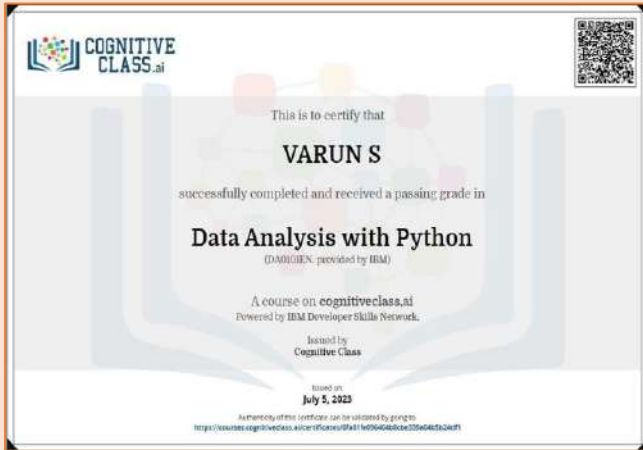 COGNITIVE
CLASS.ai
This is to certify that
VARUN S
successfully completed and received a passing grade in
Data Analysis with Python
(DA0101EN, provided by IBM)
A course on cognitiveclass.ai
Powered by IBM Developer Skills Network.
Issued by
Cognitive Class
Issued on
July 5, 2023
Authenticity of this certificate can be validated by going to: